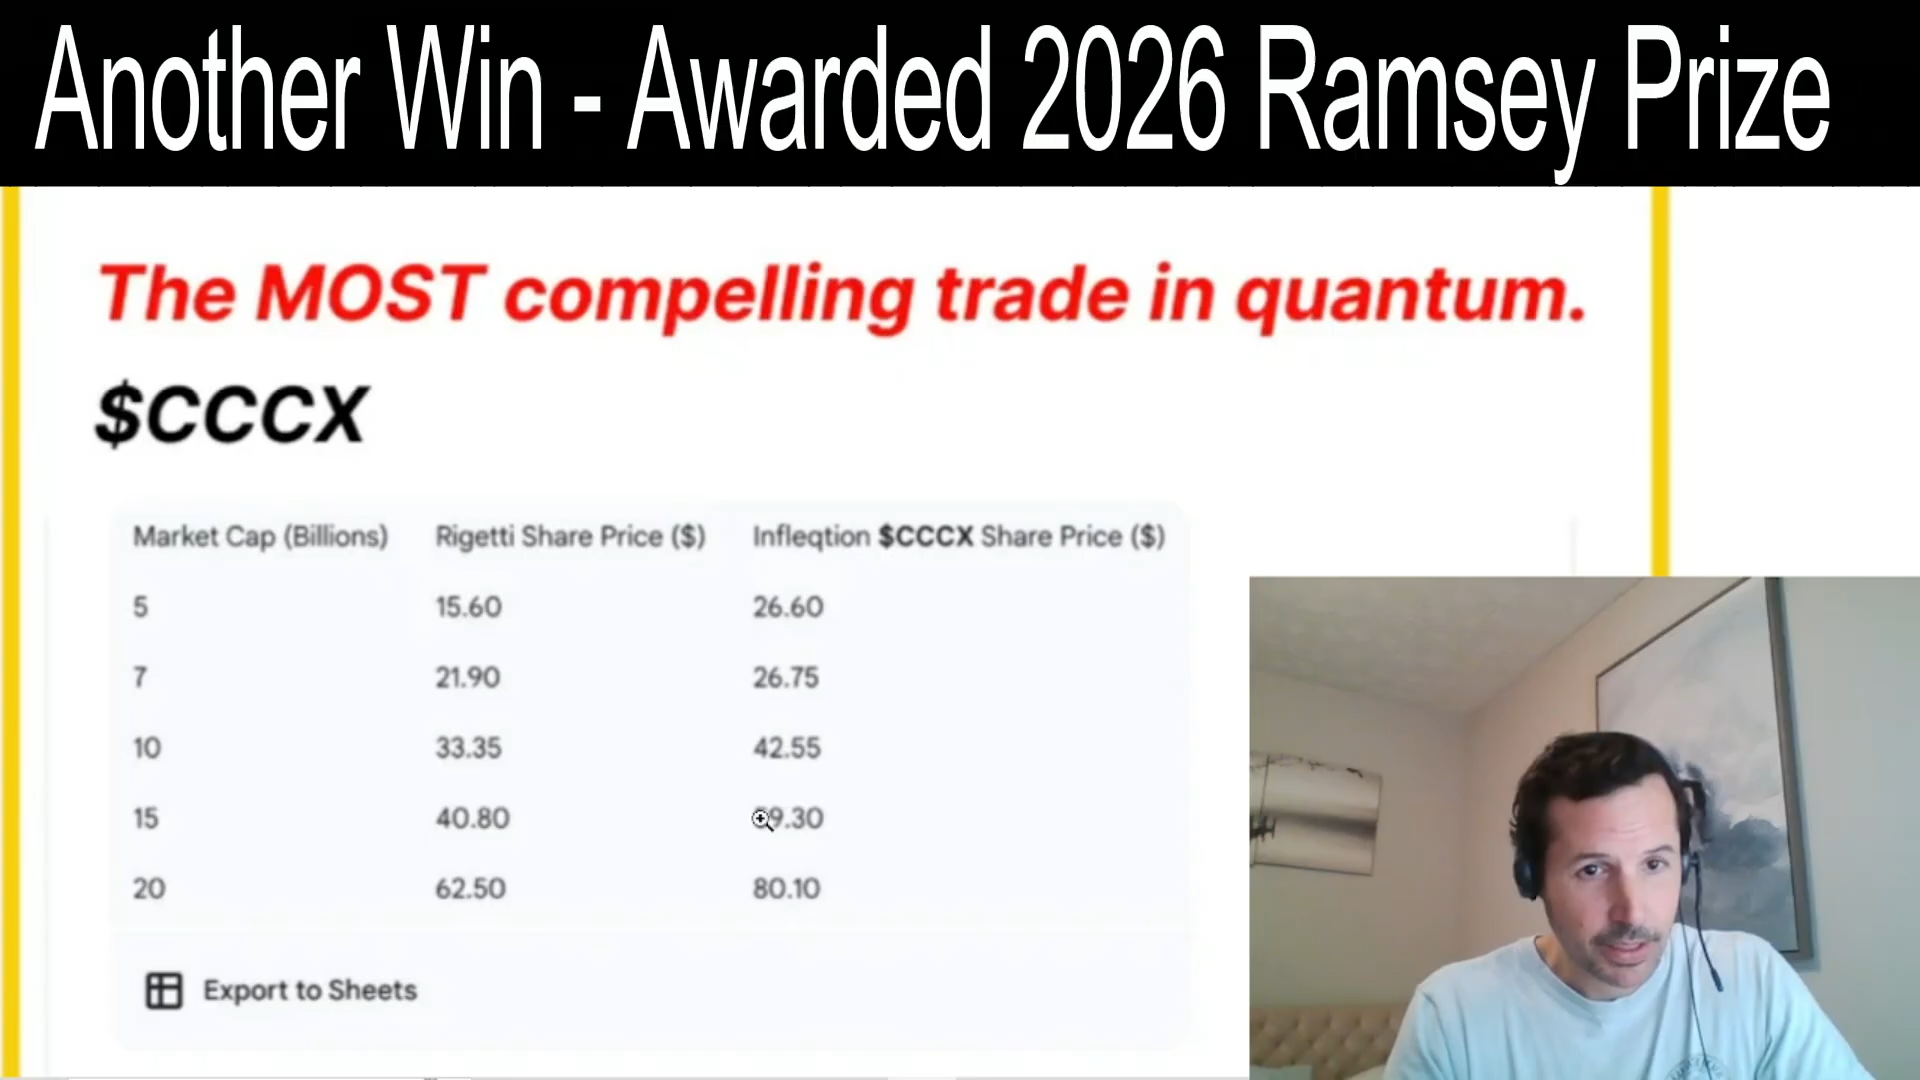 Another Win - Awarded 2026 Ramsey Prize
The MOST compelling trade in quantum.
$CCCX
Market Cap (Billions) Rigetti Share Price ($) Infleqtion $CCCX Share Price ($)
5 15.60 26.60
7 21.90 26.75
10 33.35 42.55
15 40.80
20 62.50 80.10
Export to Sheets